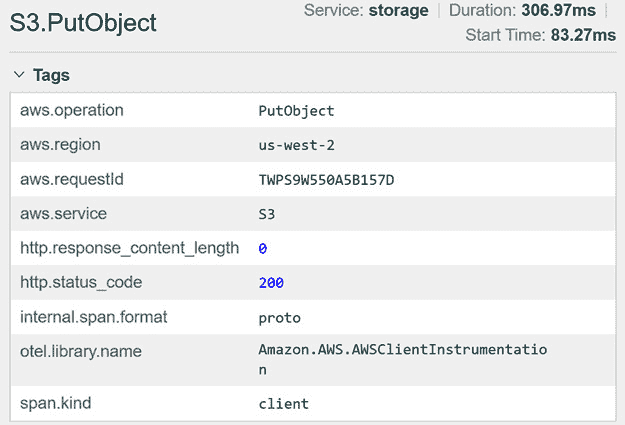 S3.PutObject
Service: storage | Duration: 306.97ms |
Start Time: 83.27ms
Tags
aws.operation PutObject
aws.region us-west-2
aws.requestId TWPS9W550A5B157D
aws.service S3
http.response_content_length 0
http.status_code 200
internal.span.format proto
otel.library.name Amazon.AWS.AWSClientInstrumentatio
n
span.kind client